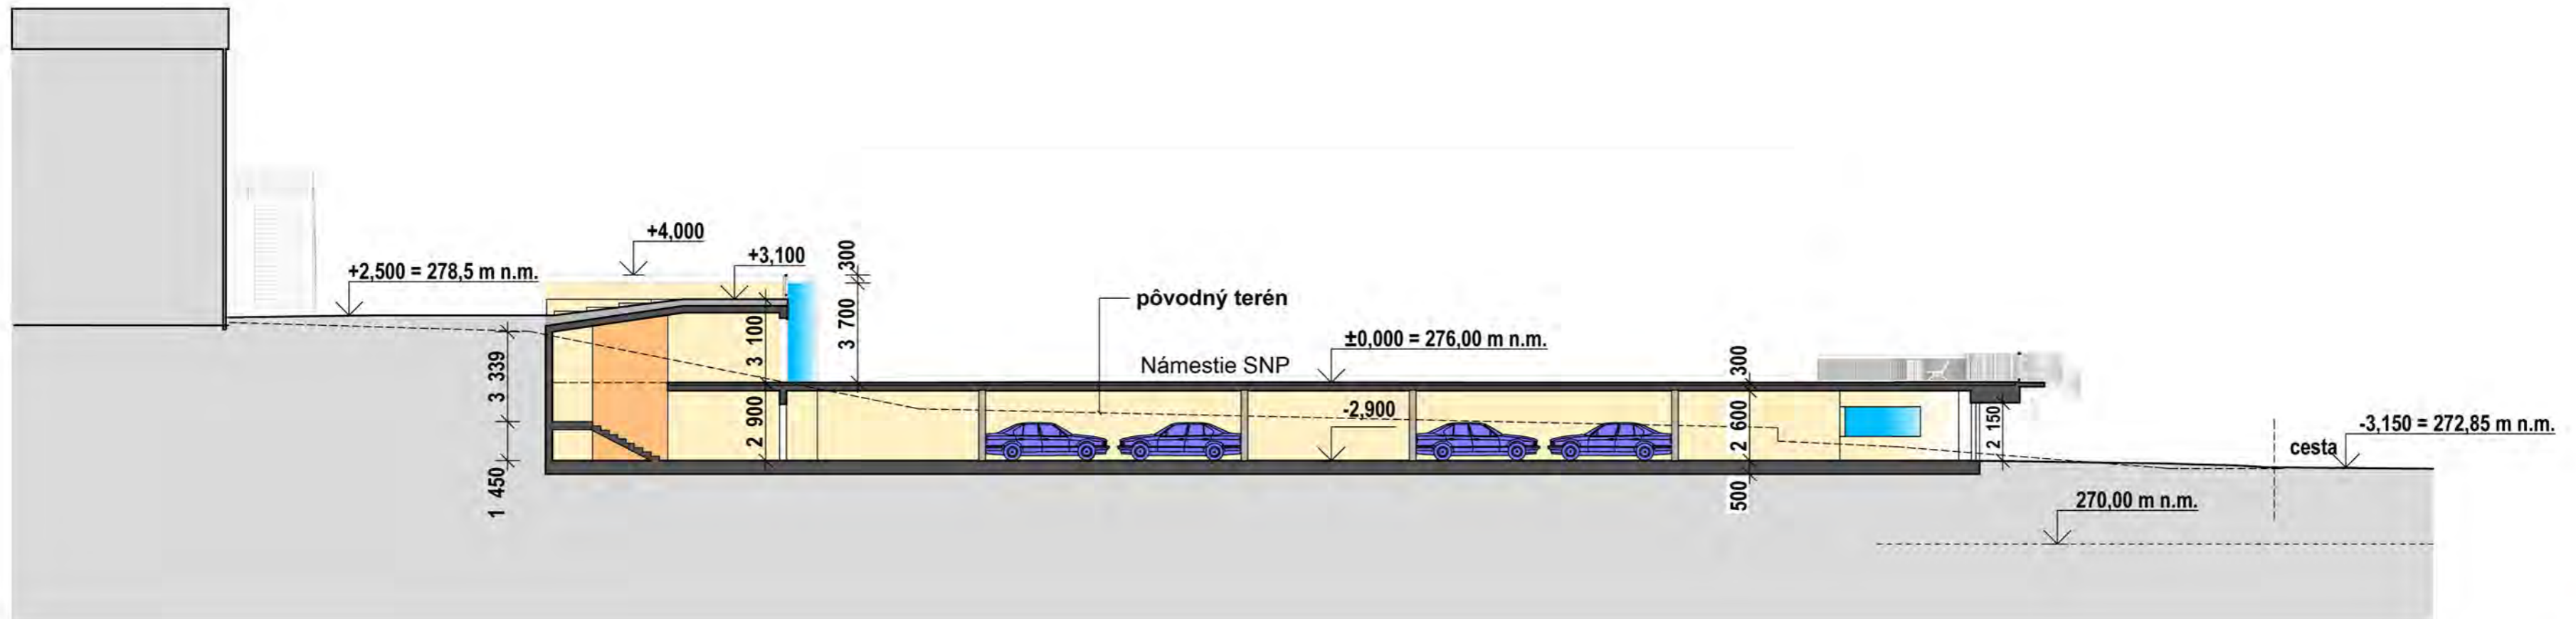 +4,000
+3,100
+2,500 = 278,5 m n.m.
300
3 700
pôvodný terén
3 100
±0,000 = 276,00 m n.m.
Námestie SNP
300
3 339
2 900
-2,900
2 600
2 150
-3,150 = 272,85 m n.m.
cesta
1 450
500
270,00 m n.m.